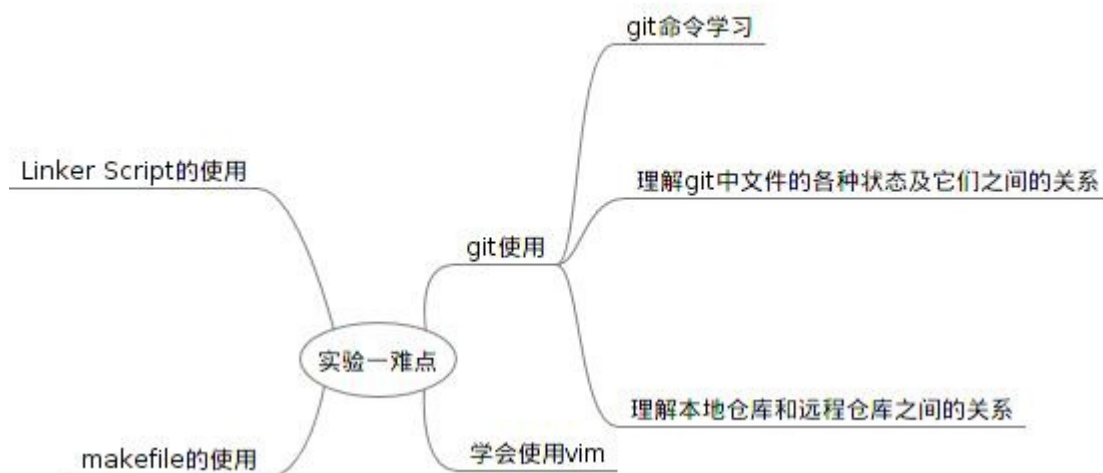 git命令学习
Linker Script的使用
理解git中文件的各种状态及它们之间的关系
git使用
实验一难点
理解本地仓库和远程仓库之间的关系
学会使用vim
makefile的使用